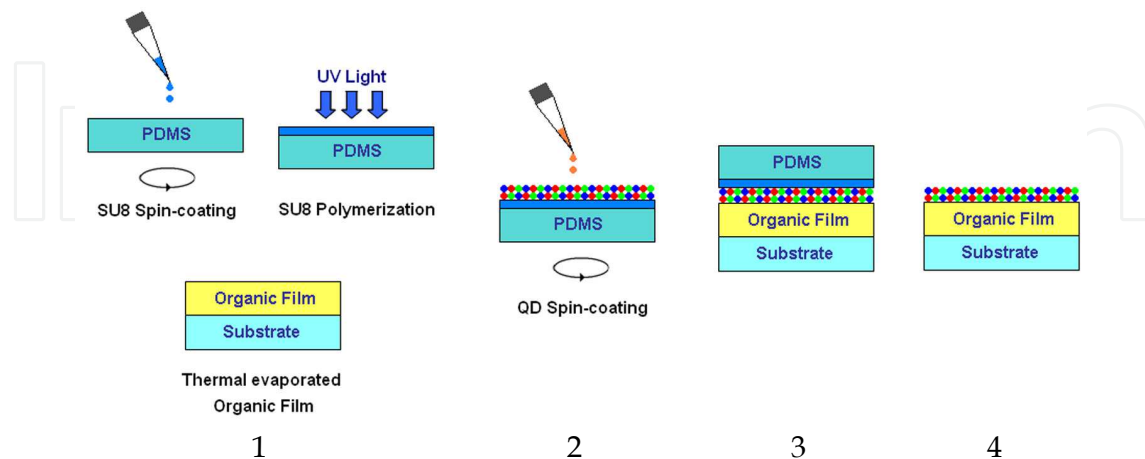 UV Light
PDMS
PDMS
SU8 Spin-coating
SU8 Polymerization
Organic Film
Substrate
Thermal evaporated
Organic Film
1
PDMS
QD Spin-coating
2
PDMS
Organic Film
Substrate
3
Organic Film
Substrate
4